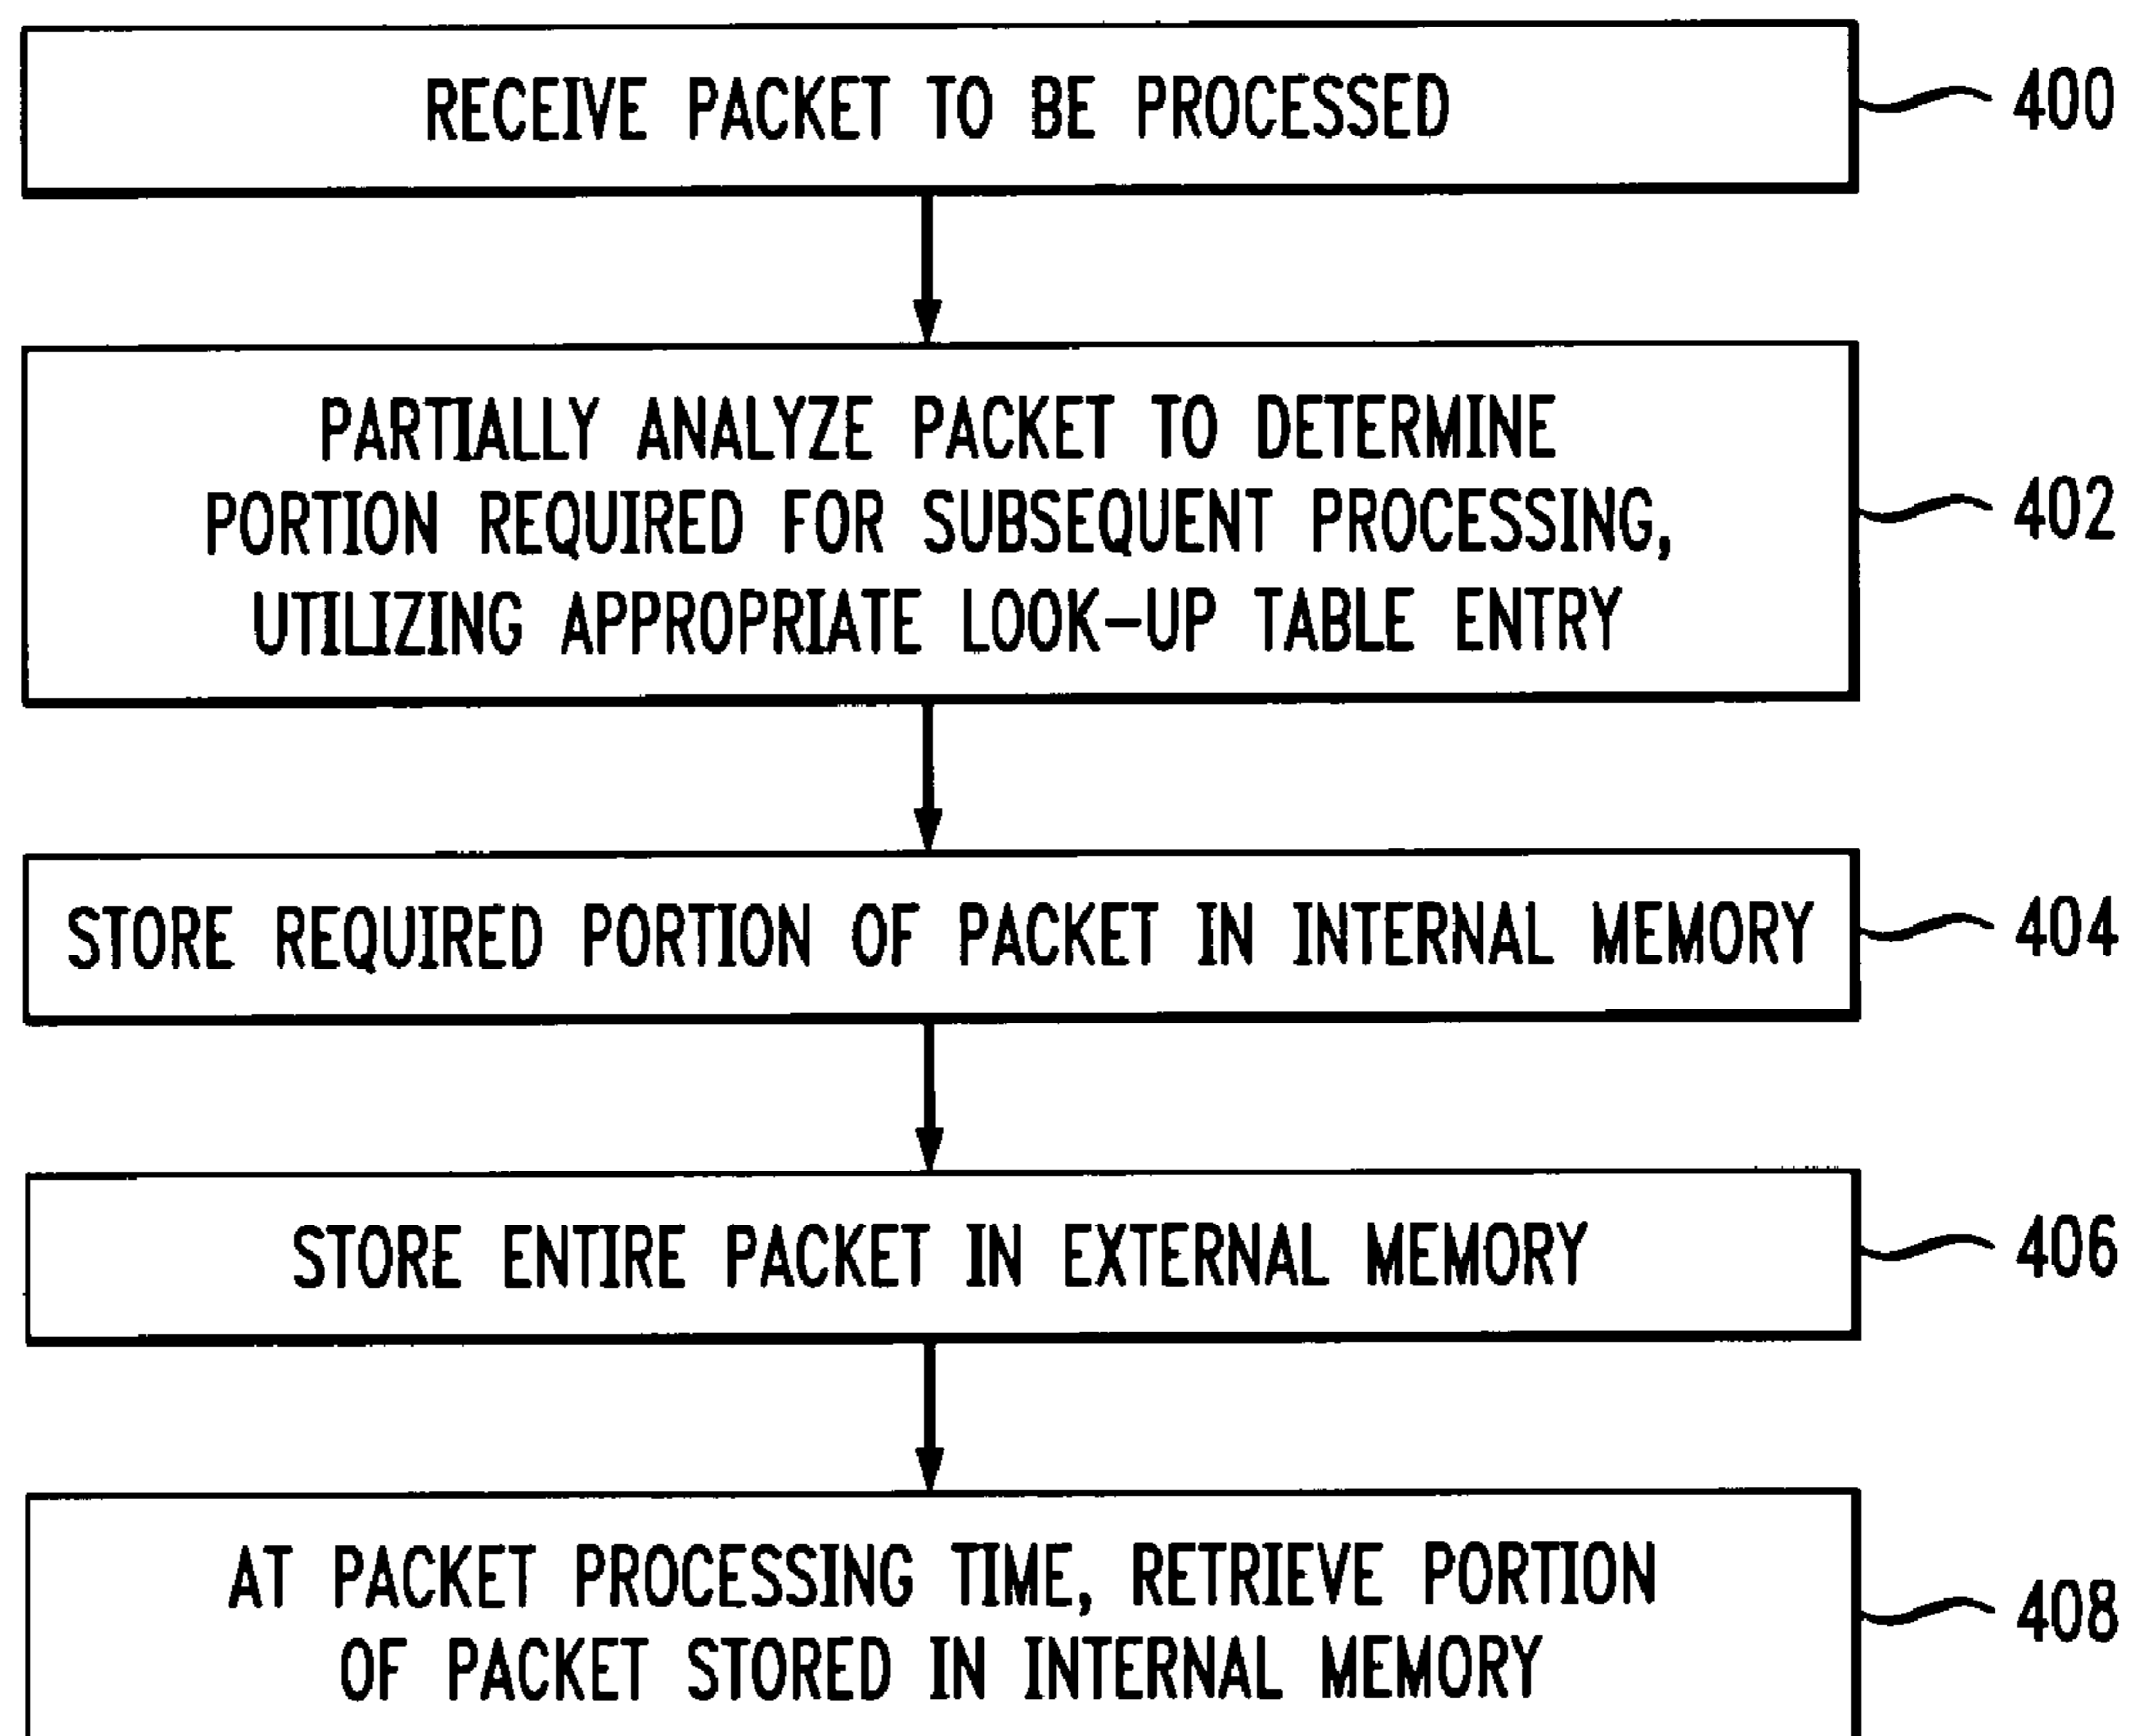 RECEIVE PACKET TO BE PROCESSED
400
PARTIALLY ANALYZE PACKET TO DETERMINE
PORTION REQUIRED FOR SUBSEQUENT PROCESSING,
UTILIZING APPROPRIATE LOOK-UP TABLE ENTRY
402
STORE REQUIRED PORTION OF PACKET IN INTERNAL MEMORY
404
STORE ENTIRE PACKET IN EXTERNAL MEMORY
406
AT PACKET PROCESSING TIME, RETRIEVE PORTION
OF PACKET STORED IN INTERNAL MEMORY
408